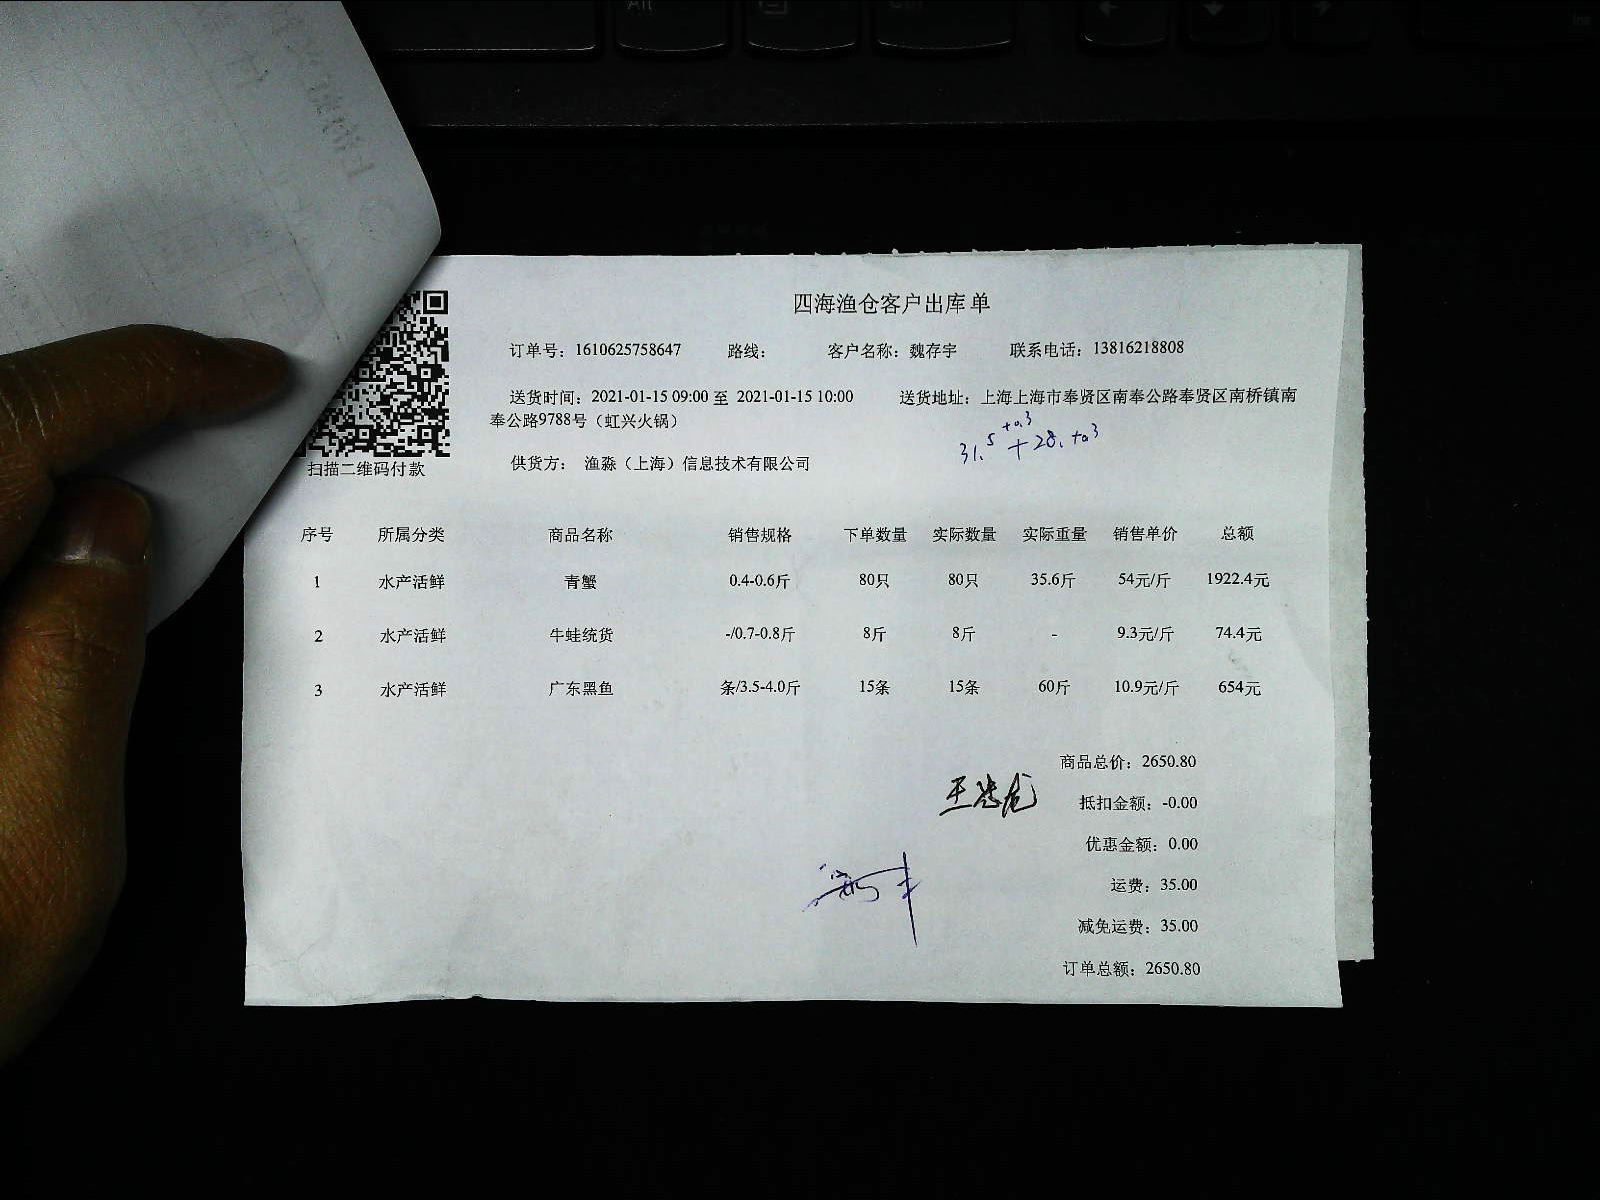 四海渔仓客户出库单
订单号：1610625758647 路线： 客户名称：魏存宇 联系电话：13816218808
送货时间：2021-01-15 09:00 至 2021-01-15 10:00 送货地址：上海上海市奉贤区南奉公路奉贤区南桥镇南
奉公路9788号（虹兴火锅）
31.5+0.3+28.+0.3
扫描二维码付款
供货方： 渔淼（上海）信息技术有限公司
序号 所属分类 商品名称 销售规格 下单数量 实际数量 实际重量 销售单价 总额
1 水产活鲜 青蟹 0.4-0.6斤 80只 80只 35.6斤 54元/斤 1922.4元
2 水产活鲜 牛蛙统货 -/0.7-0.8斤 8斤 8斤 - 9.3元/斤 74.4元
3 水产活鲜 广东黑鱼 条/3.5-4.0斤 15条 15条 60斤 10.9元/斤 654元
商品总价：2650.80
抵扣金额：-0.00
优惠金额：0.00
运费：35.00
减免运费：35.00
订单总额：2650.80